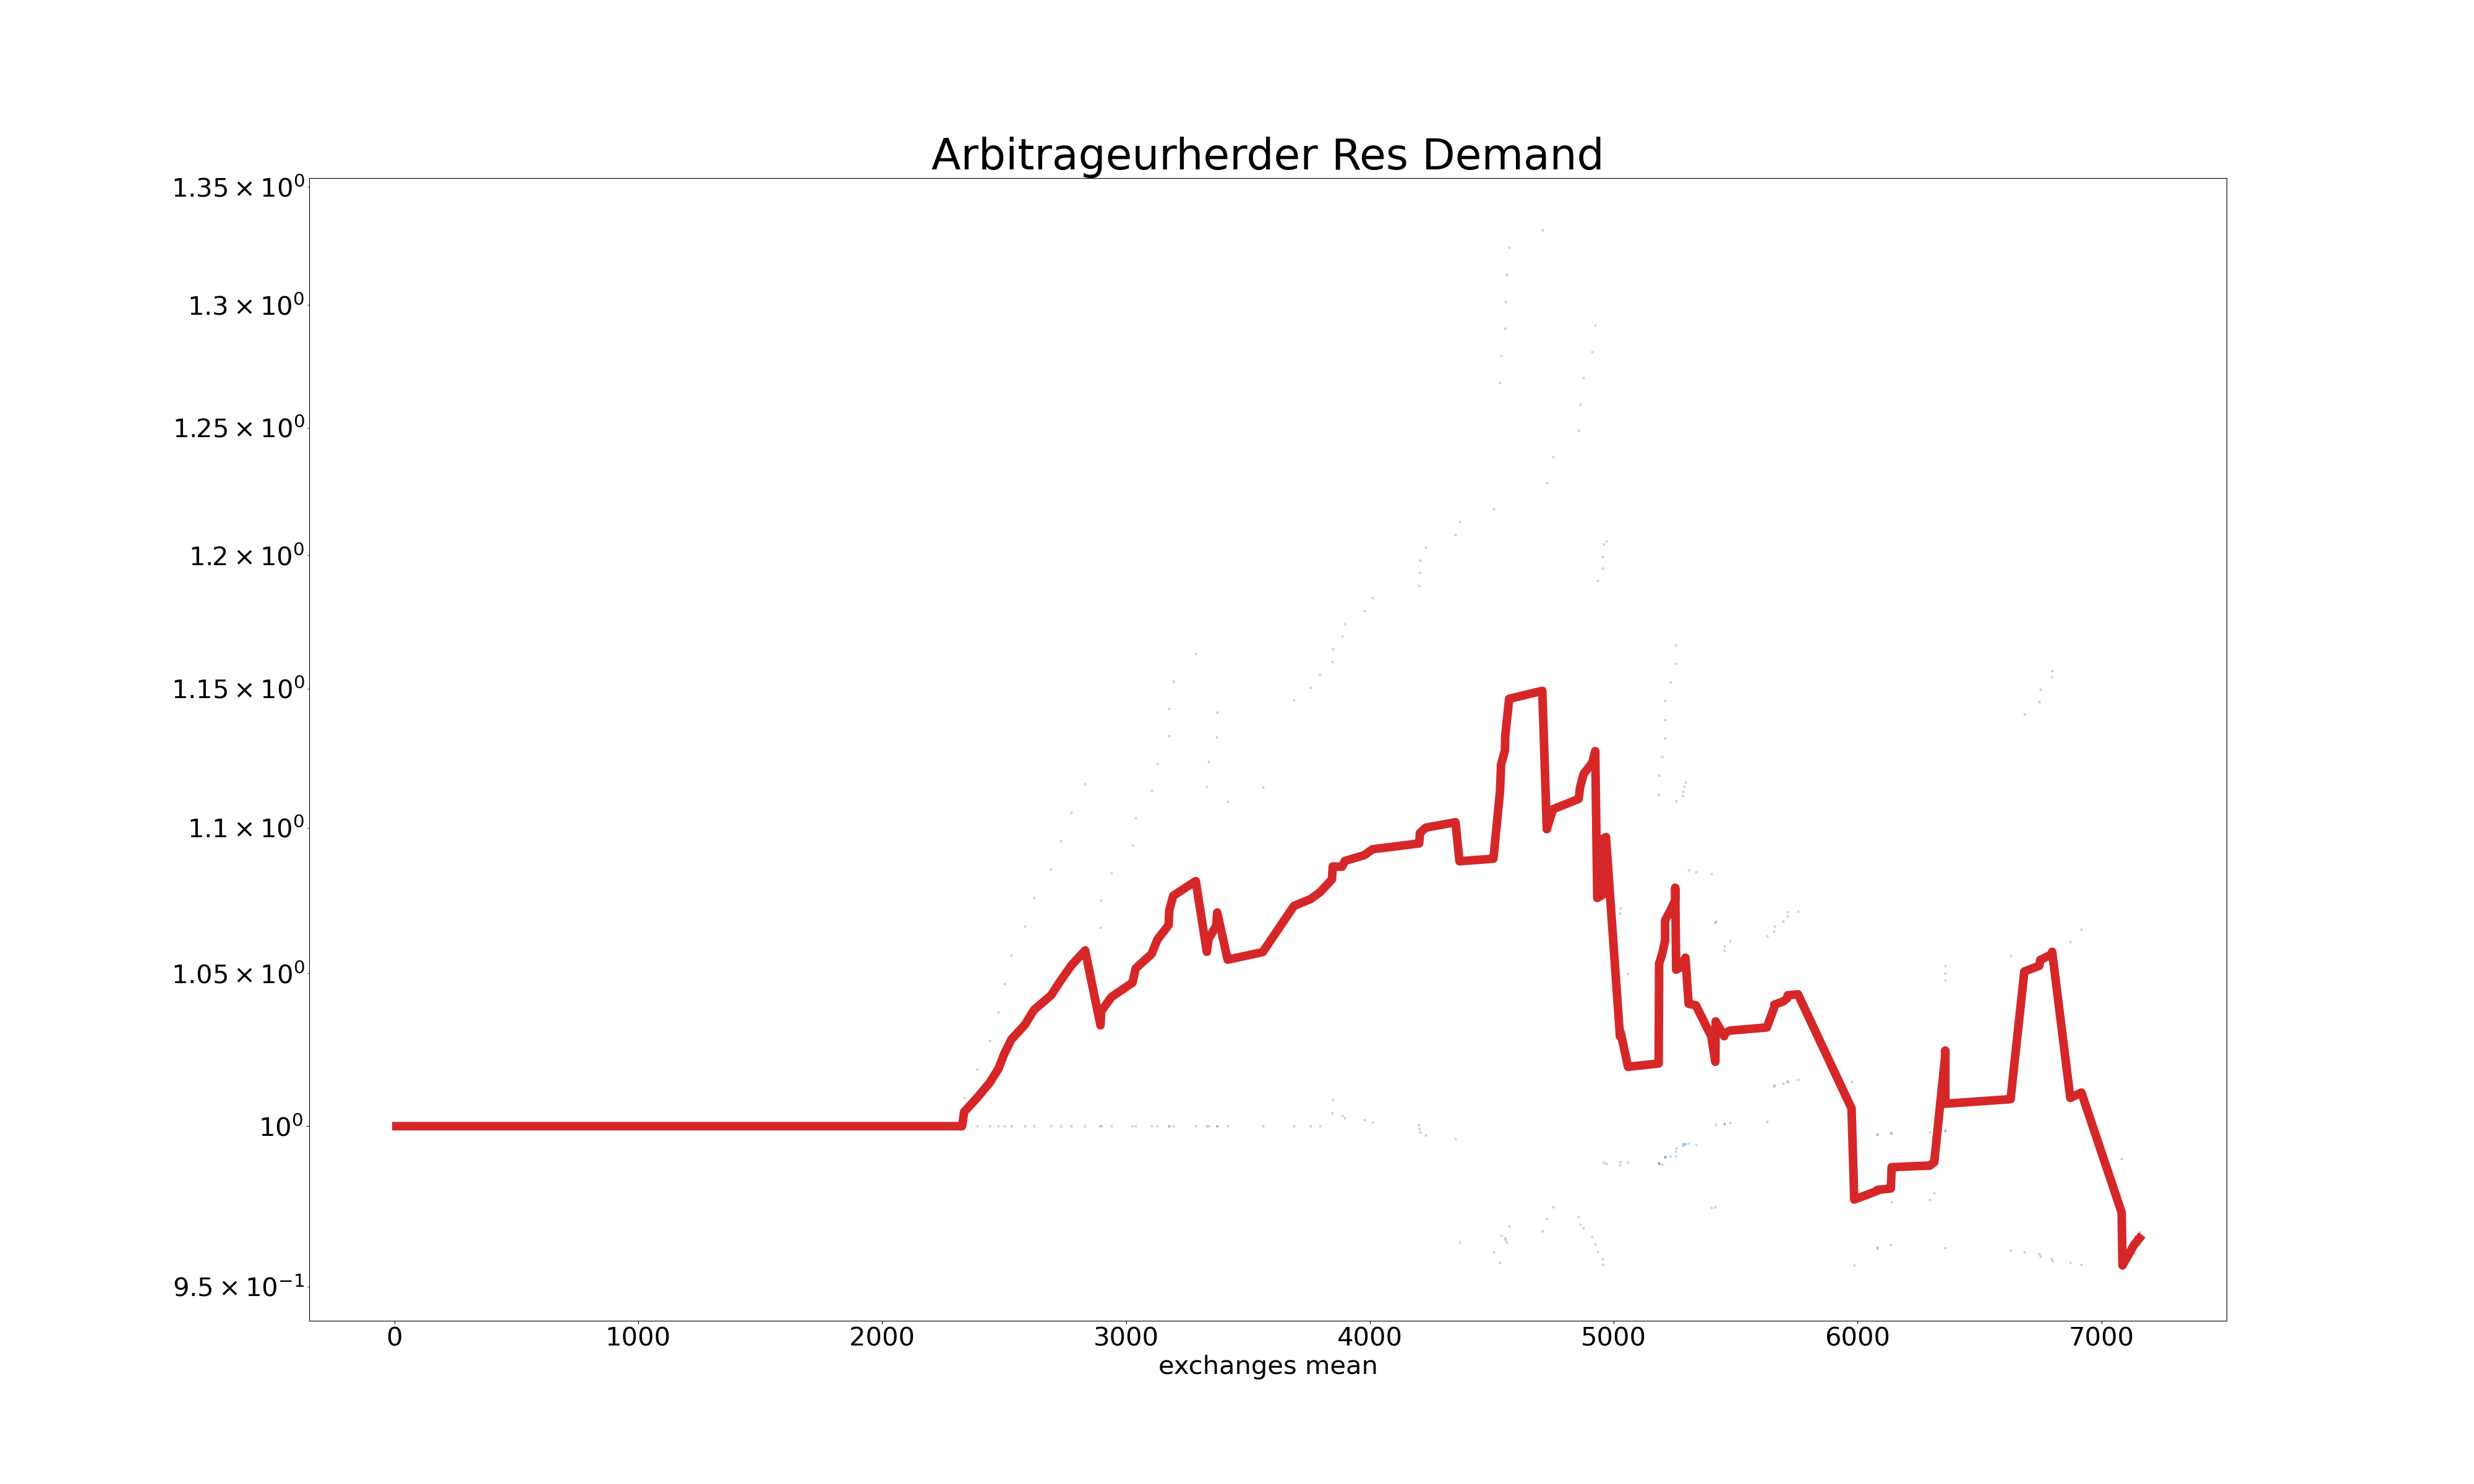 Arbitrageurherder Res Demand
1.35 × 10⁰
1.3 × 10⁰
1.25 × 10⁰
1.2 × 10⁰
1.15 × 10⁰
1.1 × 10⁰
1.05 × 10⁰
10⁰
9.5 × 10⁻¹
0 1000 2000 3000 4000 5000 6000 7000
exchanges mean